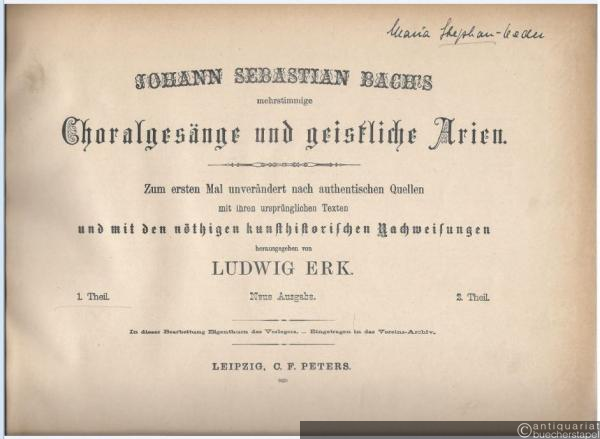 Maria Stephan-
JOHANN SEBASTIAN BACH'S
mehrstimmige
Choralgesänge und geistliche Arien.
Zum ersten Mal unverändert nach authentischen Quellen
mit ihren ursprünglichen Texten
und mit den nöthigen kunsthistorischen Nachweisungen
herausgegeben von
LUDWIG ERK.
1. Theil. Neue Ausgabe. 2. Theil.
In dieser Bearbeitung Eigenthum des Verlegers. — Eingetragen in das Vereins-Archiv.
LEIPZIG, C. F. PETERS.
antiquariat
buecherstapel